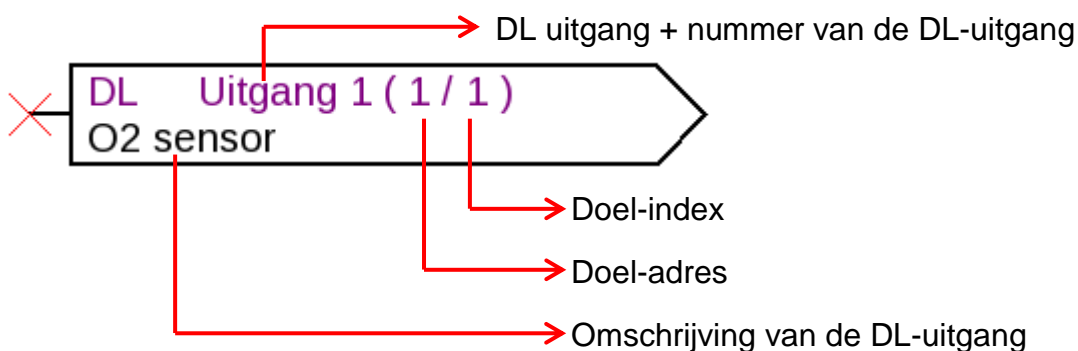 DL uitgang + nummer van de DL-uitgang
DL Uitgang 1 ( 1 / 1 )
O2 sensor
Doel-index
Doel-adres
Omschrijving van de DL-uitgang